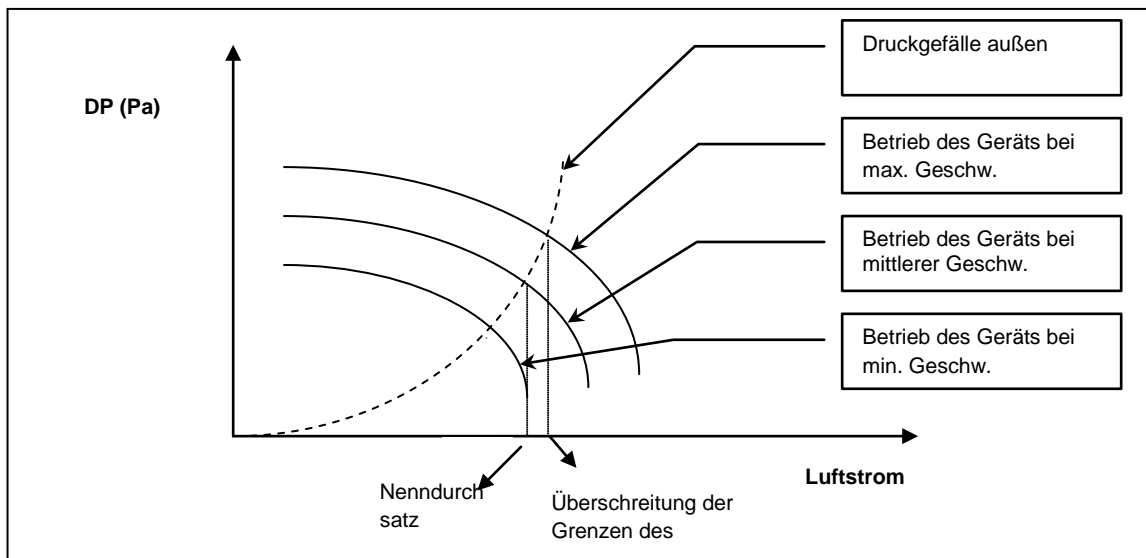 Druckgefälle außen
DP (Pa)
Betrieb des Geräts bei
max. Geschw.
Betrieb des Geräts bei
mittlerer Geschw.
Betrieb des Geräts bei
min. Geschw.
Luftstrom
Nenndurch
satz
Überschreitung der
Grenzen des